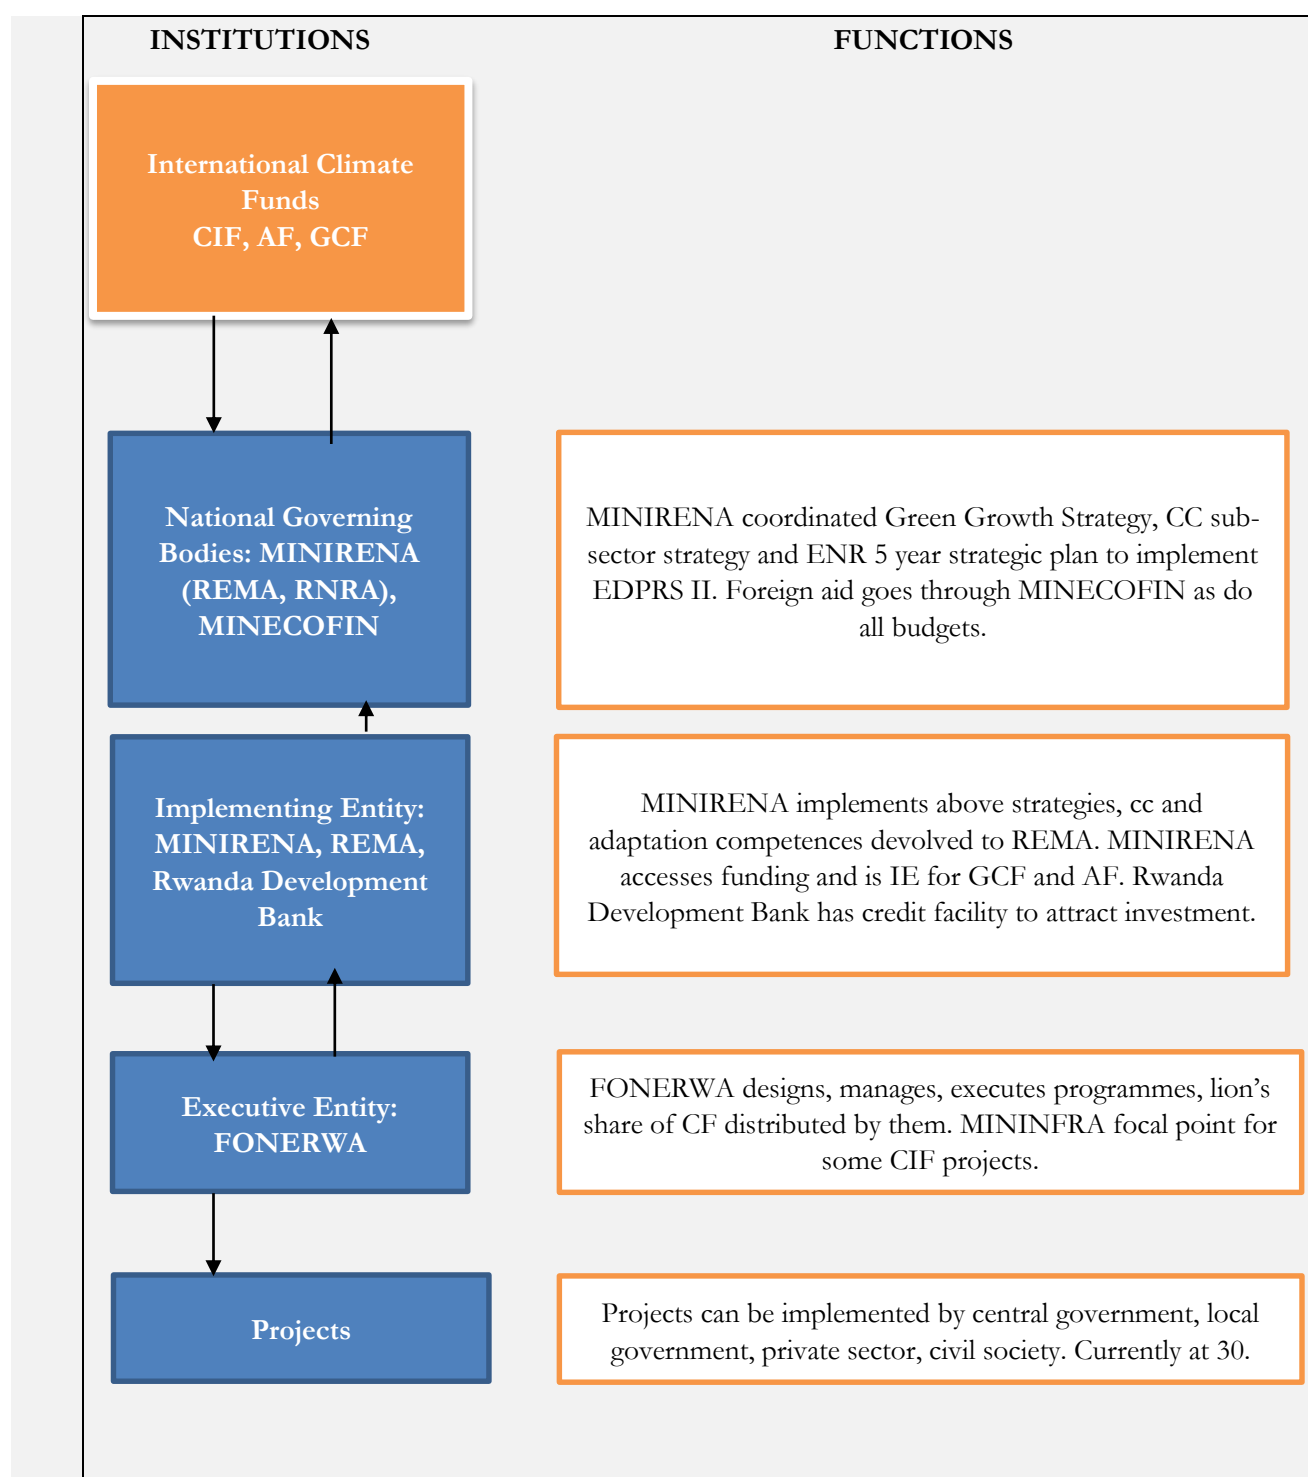 INSTITUTIONS
FUNCTIONS
International Climate
Funds
CIF, AF, GCF
National Governing
Bodies: MINIRENA
(REMA, RNRA),
MINECOFIN
MINIRENA coordinated Green Growth Strategy, CC sub-
sector strategy and ENR 5 year strategic plan to implement
EDPRS II. Foreign aid goes through MINECOFIN as do
all budgets.
Implementing Entity:
MINIRENA, REMA,
Rwanda Development
Bank
MINIRENA implements above strategies, cc and
adaptation competences devolved to REMA. MINIRENA
accesses funding and is IE for GCF and AF. Rwanda
Development Bank has credit facility to attract investment.
Executive Entity:
FONERWA
FONERWA designs, manages, executes programmes, lion’s
share of CF distributed by them. MININFRA focal point for
some CIF projects.
Projects
Projects can be implemented by central government, local
government, private sector, civil society. Currently at 30.